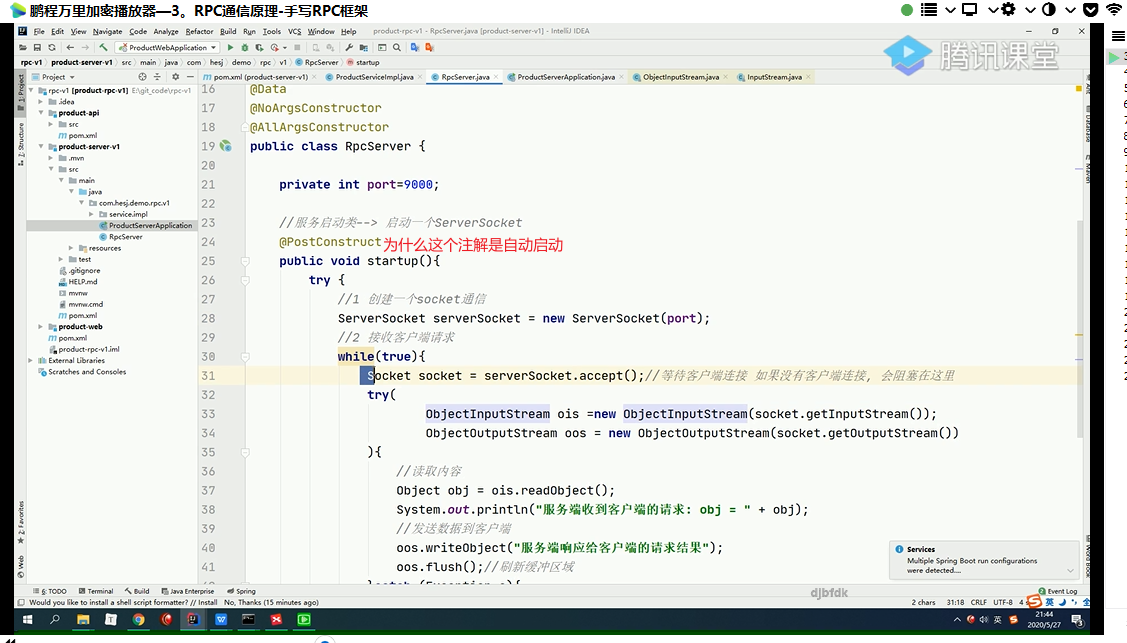 鹏程万里加密播放器—3。RPC通信原理-手写RPC框架
File Edit View Navigate Code Analyze Refactor Build Run Tools VCS Window Help product-rpc-v1 - RpcServer.java [product-server-v1] - IntelliJ IDEA
ProductWebApplication
腾讯课堂
rpc-v1 product-server-v1 src main java com hesj demo rpc v1 RpcServer startup
Project
pom.xml (product-server-v1) ProductServiceImpl.java RpcServer.java ProductServerApplication.java ObjectInputStream.java InputStream.java
rpc-v1 [product-rpc-v1] E:\git_code\rpc-v1
.idea
product-api
src
pom.xml
product-server-v1
.mvn
src
main
java
com.hesj.demo.rpc.v1
service.impl
ProductServerApplication
RpcServer
resources
test
.gitignore
HELP.md
mvnw
mvnw.cmd
pom.xml
product-web
pom.xml
product-rpc-v1.iml
External Libraries
Scratches and Consoles
1: Project
7: Structure
2: Favorites
Web
Database
Maven
16 @Data
17 @NoArgsConstructor
18 @AllArgsConstructor
19 public class RpcServer {
20
21 private int port=9000;
22
23 //服务启动类--> 启动一个ServerSocket
24 @PostConstruct为什么这个注解是自动启动
25 public void startup(){
26 try {
27 //1 创建一个socket通信
28 ServerSocket serverSocket = new ServerSocket(port);
29 //2 接收客户端请求
30 while(true){
31 Socket socket = serverSocket.accept();//等待客户端连接 如果没有客户端连接, 会阻塞在这里
32 try(
33 ObjectInputStream ois =new ObjectInputStream(socket.getInputStream());
34 ObjectOutputStream oos = new ObjectOutputStream(socket.getOutputStream())
35 ){
36 //读取内容
37 Object obj = ois.readObject();
38 System.out.println("服务端收到客户端的请求: obj = " + obj);
39 //发送数据到客户端
40 oos.writeObject("服务端响应给客户端的请求结果");
41 oos.flush();//刷新缓冲区域
Services
Multiple Spring Boot run configurations
were detected....
6: TODO Terminal Build Java Enterprise Spring Event Log
djbfdk
Would you like to install a shell script formatter? // Install No, Thanks (15 minutes ago) 2 chars 31:18 CRLF UTF-8 英
英 21:44
2020/5/27